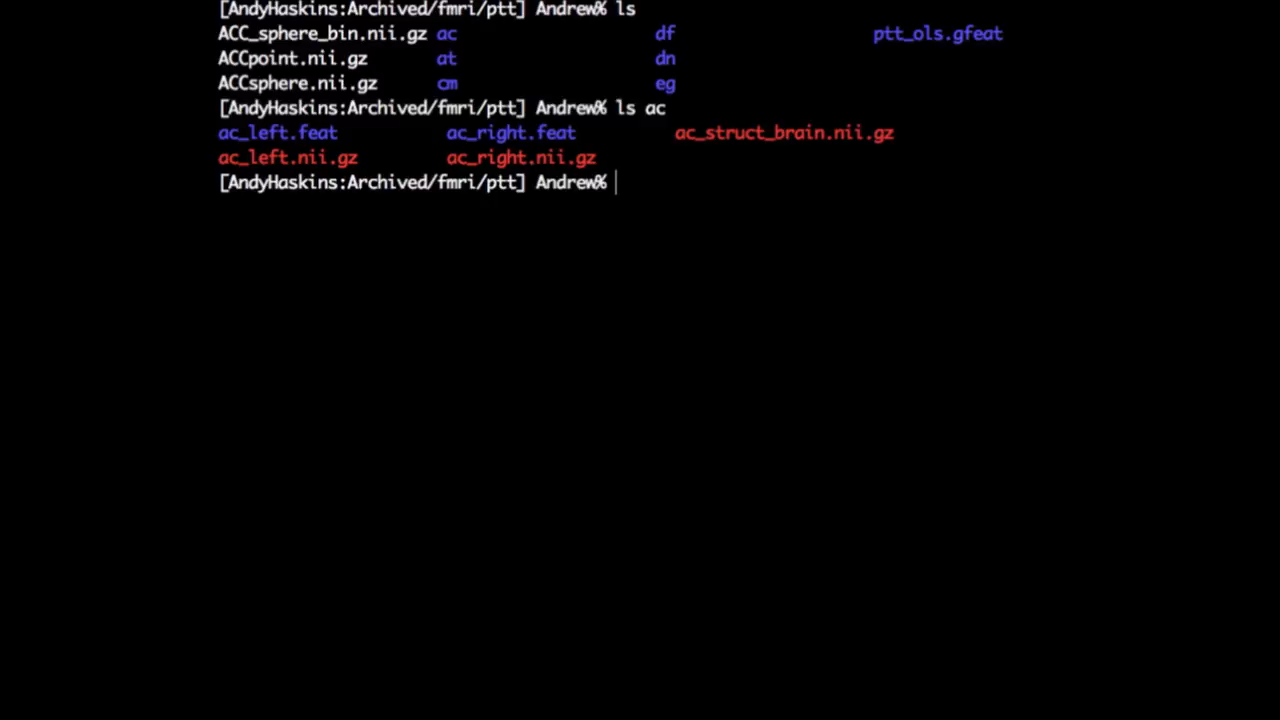 [AndyHaskins:Archived/fmri/ptt] Andrew% ls
ACC_sphere_bin.nii.gz ac df ptt_ols.gfeat
ACCpoint.nii.gz at dn
ACCsphere.nii.gz cm eg
[AndyHaskins:Archived/fmri/ptt] Andrew% ls ac
ac_left.feat ac_right.feat ac_struct_brain.nii.gz
ac_left.nii.gz ac_right.nii.gz
[AndyHaskins:Archived/fmri/ptt] Andrew%